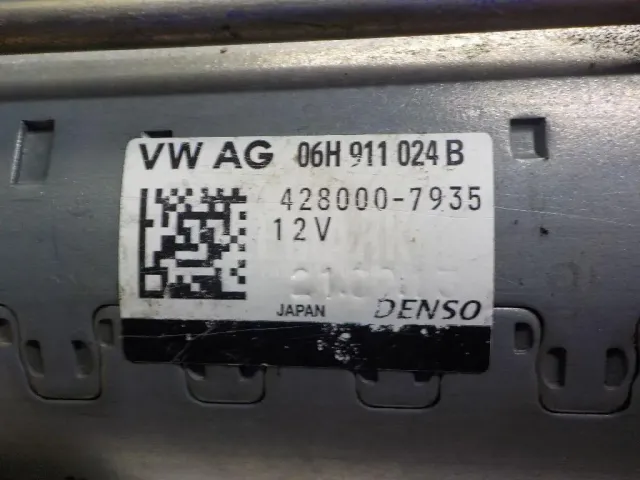 VW AG 06H 911 024 B
428000-7935
12V
JAPAN DENSO